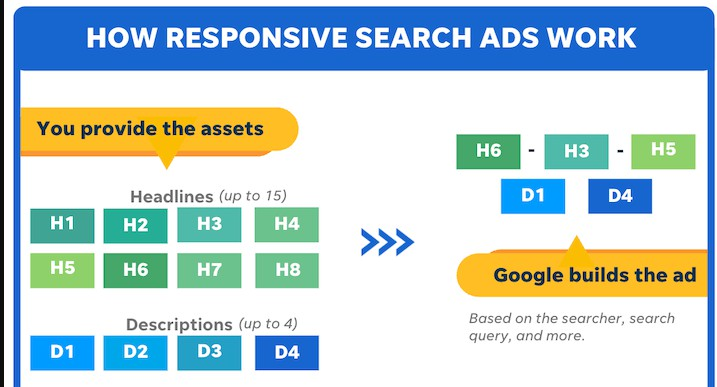 HOW RESPONSIVE SEARCH ADS WORK
You provide the assets
Headlines (up to 15)
H1 H2 H3 H4
H5 H6 H7 H8
Descriptions (up to 4)
D1 D2 D3 D4
H6 - H3 - H5
D1 D4
Google builds the ad
Based on the searcher, search
query, and more.